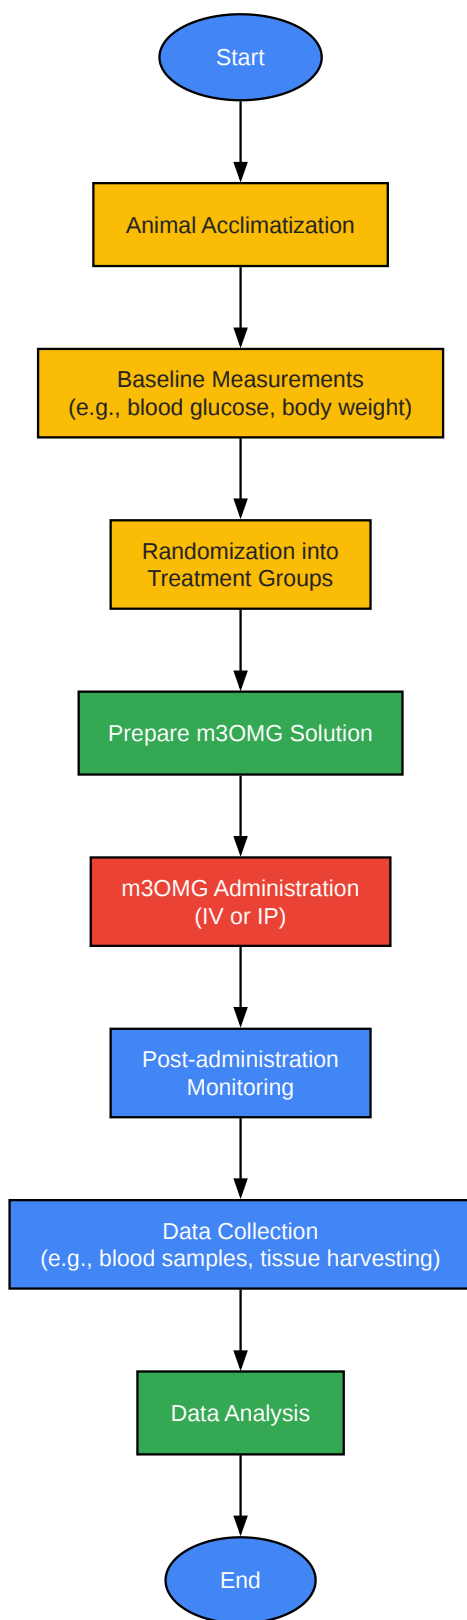 Start
Animal Acclimatization
Baseline Measurements
(e.g., blood glucose, body weight)
Randomization into
Treatment Groups
Prepare m3OMG Solution
m3OMG Administration
(IV or IP)
Post-administration
Monitoring
Data Collection
(e.g., blood samples, tissue harvesting)
Data Analysis
End